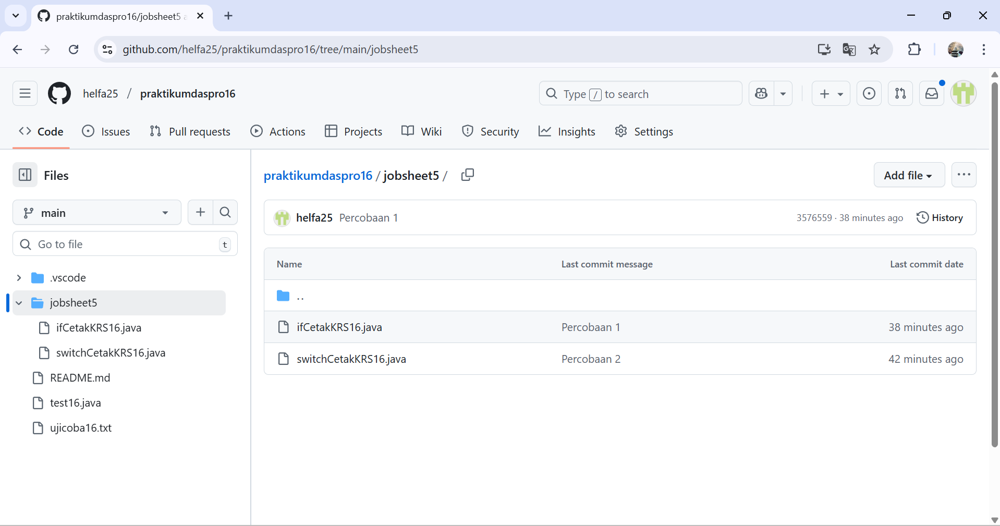 praktikumdaspro16/jobsheet5
github.com/helfa25/praktikumdaspro16/tree/main/jobsheet5
helfa25 / praktikumdaspro16
Type / to search
Code
Issues
Pull requests
Actions
Projects
Wiki
Security
Insights
Settings
Files
main
Go to file
t
.vscode
jobsheet5
ifCetakKRS16.java
switchCetakKRS16.java
README.md
test16.java
ujicoba16.txt
praktikumdaspro16 / jobsheet5 /
Add file
helfa25 Percobaan 1
3576559 · 38 minutes ago
History
Name Last commit message Last commit date
..
ifCetakKRS16.java Percobaan 1 38 minutes ago
switchCetakKRS16.java Percobaan 2 42 minutes ago